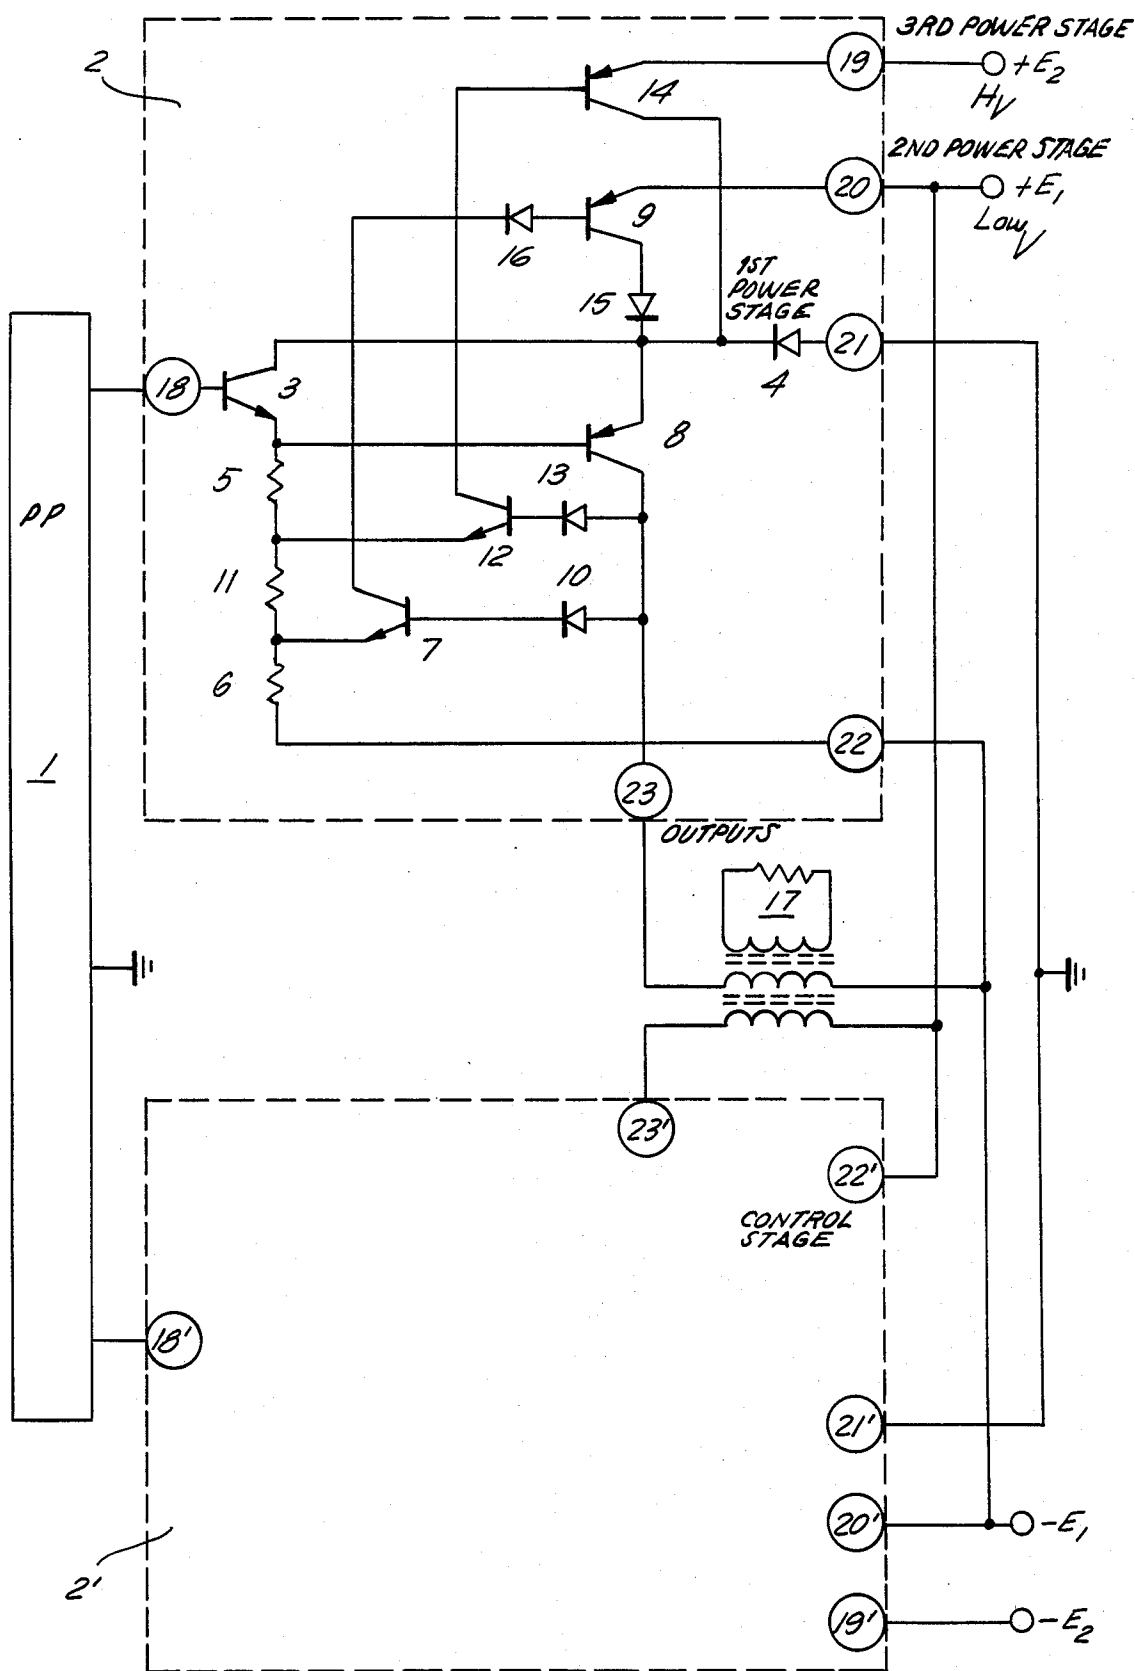 3RD POWER STAGE
2
19
+E₂
14
HV
2ND POWER STAGE
20
+E₁
9
Low V
16
1ST
POWER
STAGE
15
21
18
3
4
8
5
13
PP
12
11
10
7
6
22
1
23
OUTPUTS
17
23'
22'
CONTROL
STAGE
18'
21'
20'
-E₁
2'
19'
-E₂